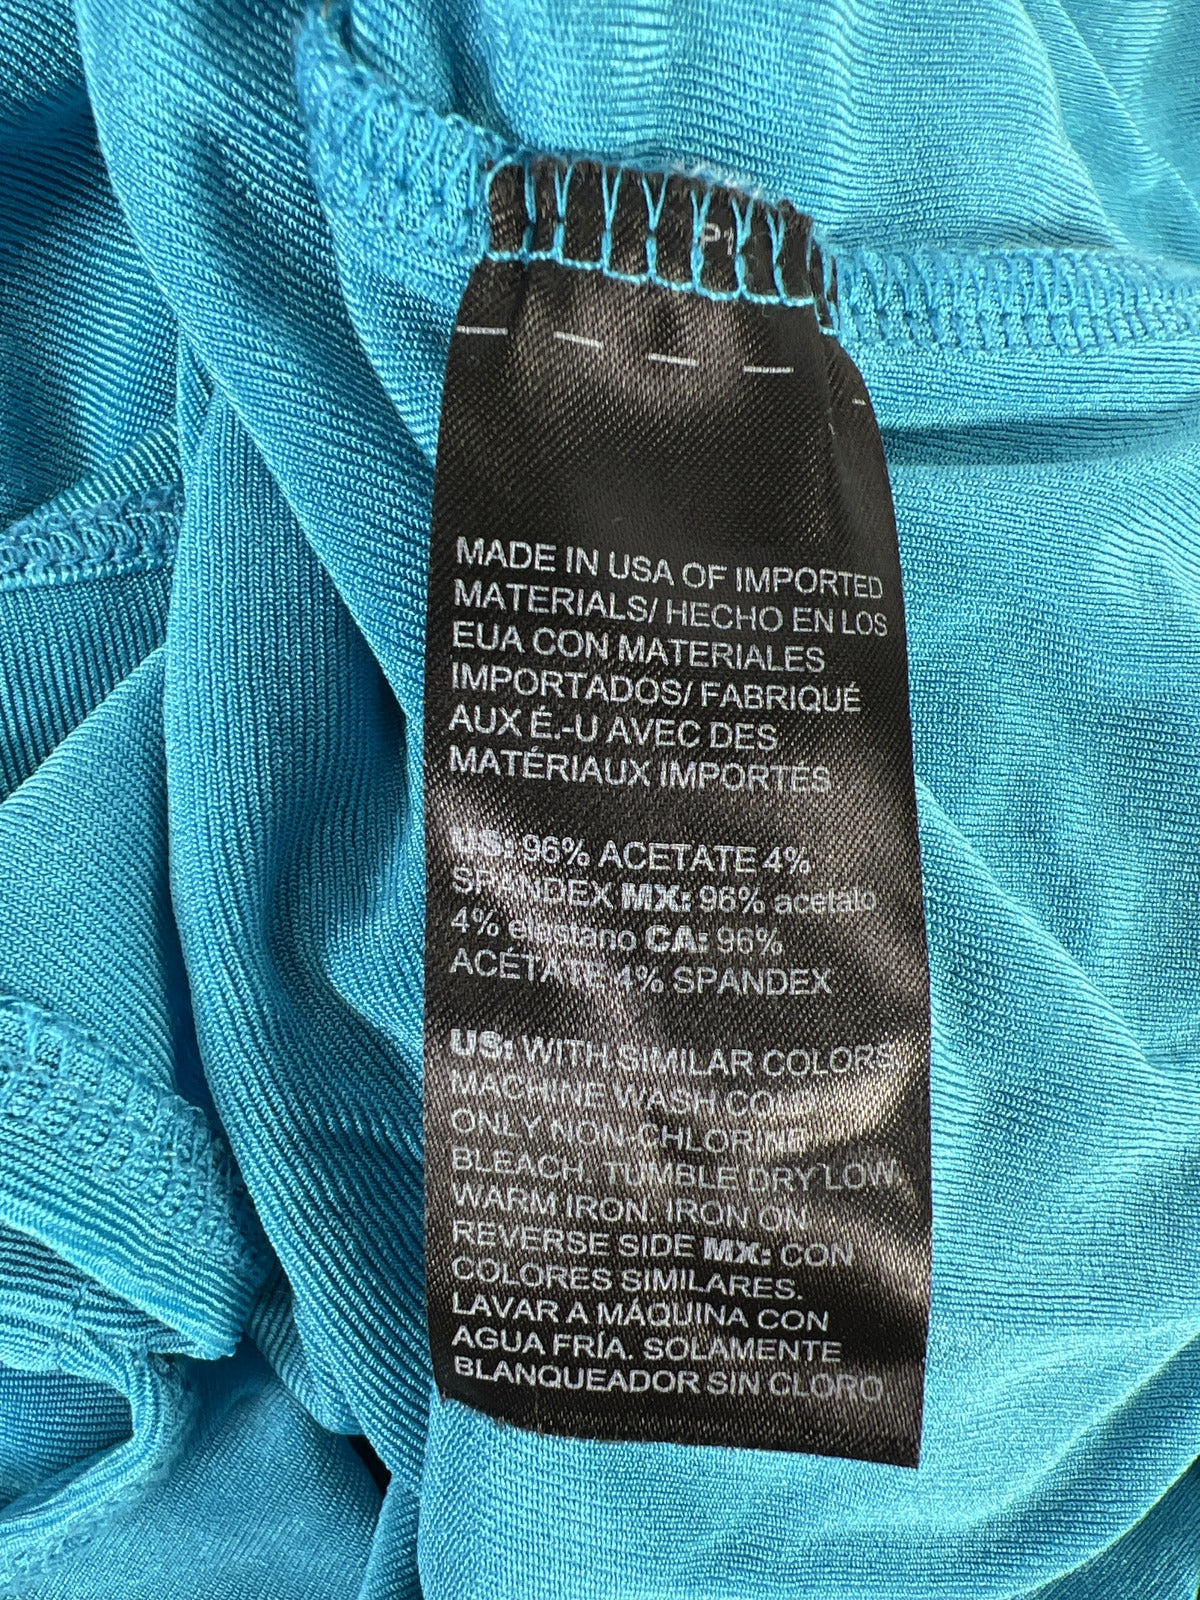 P1
MADE IN USA OF IMPORTED
MATERIALS/ HECHO EN LOS
EUA CON MATERIALES
IMPORTADOS/ FABRIQUÉ
AUX É.-U AVEC DES
MATÉRIAUX IMPORTÉS
US: 96% ACETATE 4%
SPANDEX MX: 96% acetato
4% elastano CA: 96%
ACÉTATE 4% SPANDEX
US: WITH SIMILAR COLORS
MACHINE WASH COLD
ONLY NON-CHLORINE
BLEACH. TUMBLE DRY LOW.
WARM IRON. IRON ON
REVERSE SIDE MX: CON
COLORES SIMILARES.
LAVAR A MÁQUINA CON
AGUA FRÍA. SOLAMENTE
BLANQUEADOR SIN CLORO